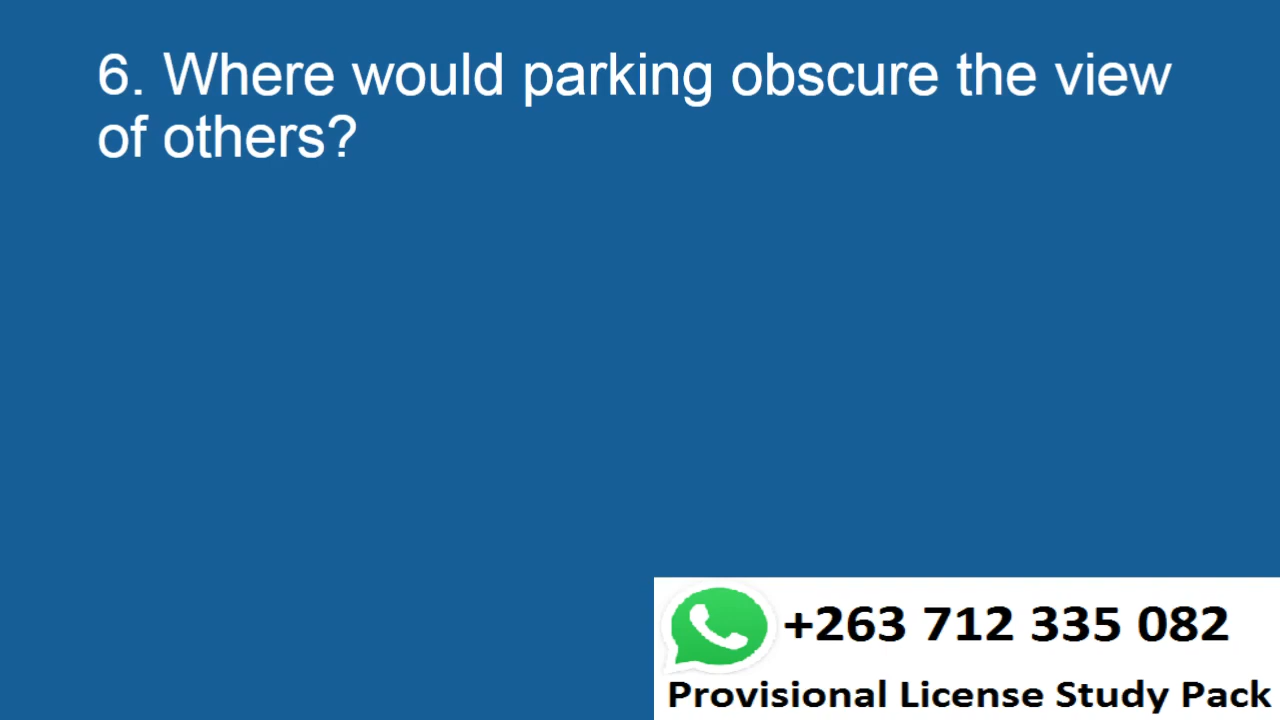 6. Where would parking obscure the view
of others?
+263 712 335 082
Provisional License Study Pack